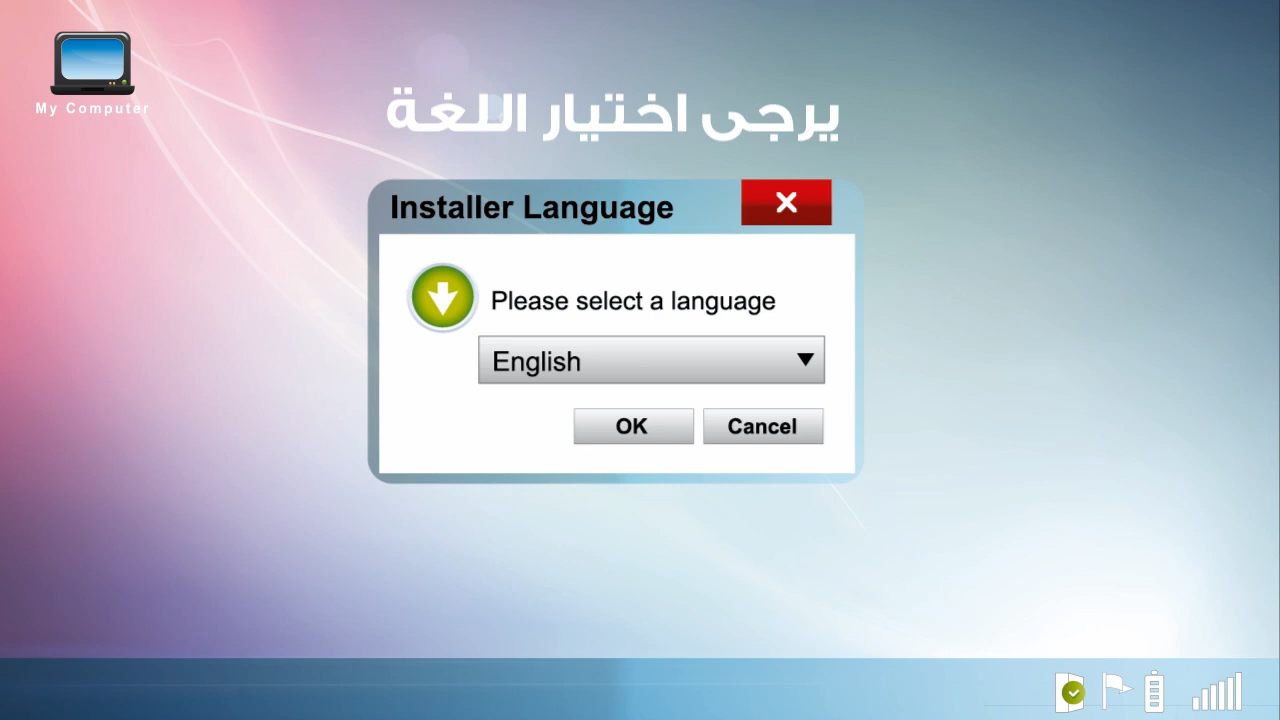 My Computer
يرجى اختيار اللغة
Installer Language
Please select a language
English
OK
Cancel